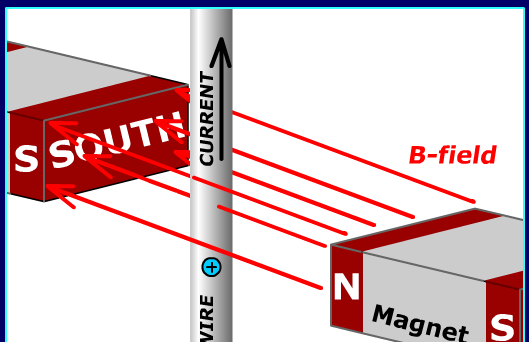 CURRENT
SOUTH
S
B-field
+
N
Magnet
S
WIRE